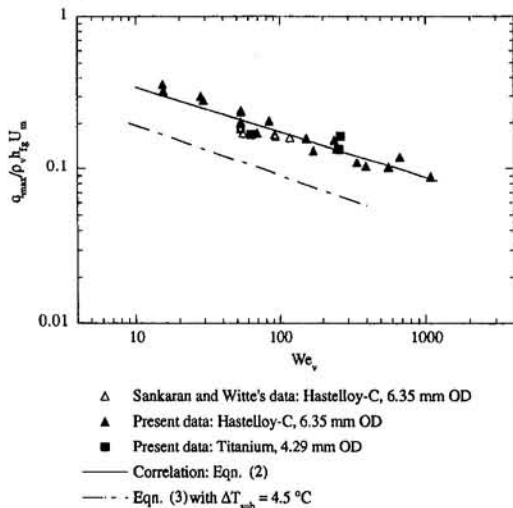 1
q_max/ρ_v h_fg U_m
0.1
0.01
10 100 1000
We_v
Sankaran and Witte's data: Hastelloy-C, 6.35 mm OD
Present data: Hastelloy-C, 6.35 mm OD
Present data: Titanium, 4.29 mm OD
Correlation: Eqn. (2)
Eqn. (3) with ΔT_sub = 4.5 °C